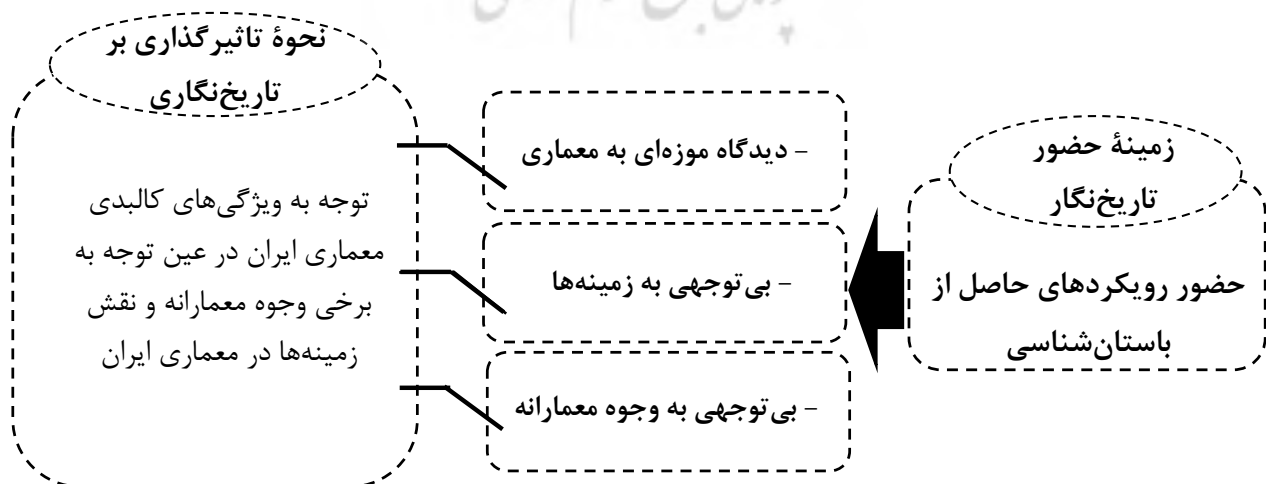 زمینهٔ حضور
تاریخ‌نگار
حضور رویکردهای حاصل از
باستان‌شناسی
- دیدگاه موزه‌ای به معماری
- بی‌توجهی به زمینه‌ها
- بی‌توجهی به وجوه معمارانه
نحوهٔ تاثیرگذاری بر
تاریخ‌نگاری
توجه به ویژگی‌های کالبدی
معماری ایران در عین توجه به
برخی وجوه معمارانه و نقش
زمینه‌ها در معماری ایران